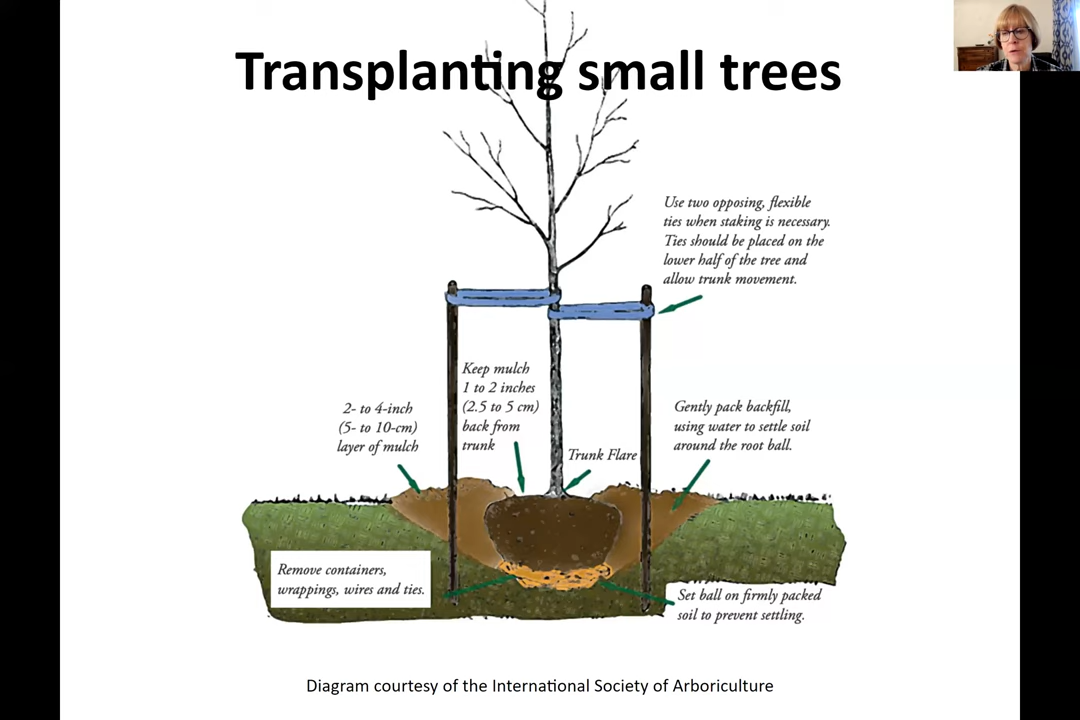 Transplanting small trees
Use two opposing, flexible
ties when staking is necessary.
Ties should be placed on the
lower half of the tree and
allow trunk movement.
Keep mulch
1 to 2 inches
(2.5 to 5 cm)
back from
trunk
2- to 4-inch
(5- to 10-cm)
layer of mulch
Gently pack backfill,
using water to settle soil
around the root ball.
Trunk Flare
Remove containers,
wrappings, wires and ties.
Set ball on firmly packed
soil to prevent settling.
Diagram courtesy of the International Society of Arboriculture